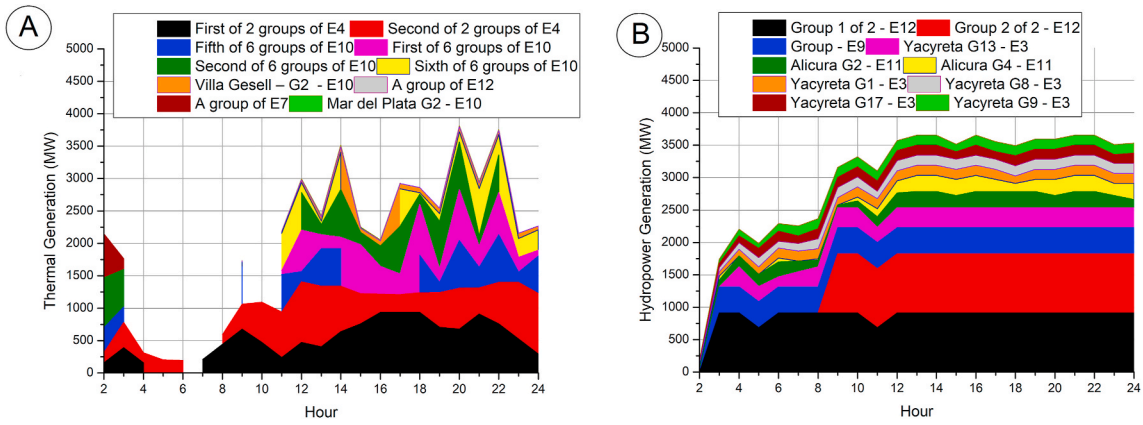 A
First of 2 groups of E4 Second of 2 groups of E4
Fifth of 6 groups of E10 First of 6 groups of E10
Second of 6 groups of E10 Sixth of 6 groups of E10
Villa Gesell – G2 - E10 A group of E12
A group of E7 Mar del Plata G2 - E10
Thermal Generation (MW)
5000
4500
4000
3500
3000
2500
2000
1500
1000
500
0
2 4 6 8 10 12 14 16 18 20 22 24
Hour
B
Group 1 of 2 - E12 Group 2 of 2 - E12
Group - E9 Yacyreta G13 - E3
Alicura G2 - E11 Alicura G4 - E11
Yacyreta G1 - E3 Yacyreta G8 - E3
Yacyreta G17 - E3 Yacyreta G9 - E3
Hydropower Generation (MW)
5000
4500
4000
3500
3000
2500
2000
1500
1000
500
0
2 4 6 8 10 12 14 16 18 20 22 24
Hour